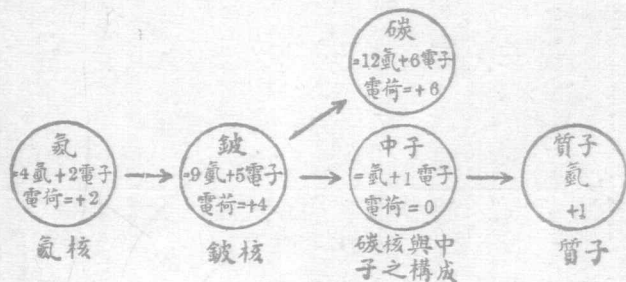 碳
=12氫+6電子
電荷=+6
氦
=4氫+2電子
電荷=+2
鈹
=9氫+5電子
電荷=+4
中子
=氫+1電子
電荷=0
質子
氫
+1
氦核
鈹核
碳核與中
子之構成
質子